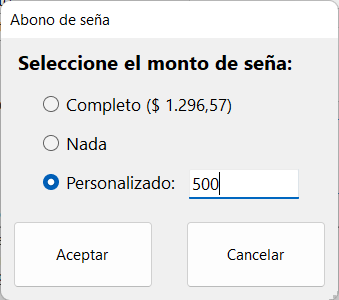 Abono de seña
Seleccione el monto de seña:
Completo ($ 1.296,57)
Nada
Personalizado: 500
Aceptar Cancelar